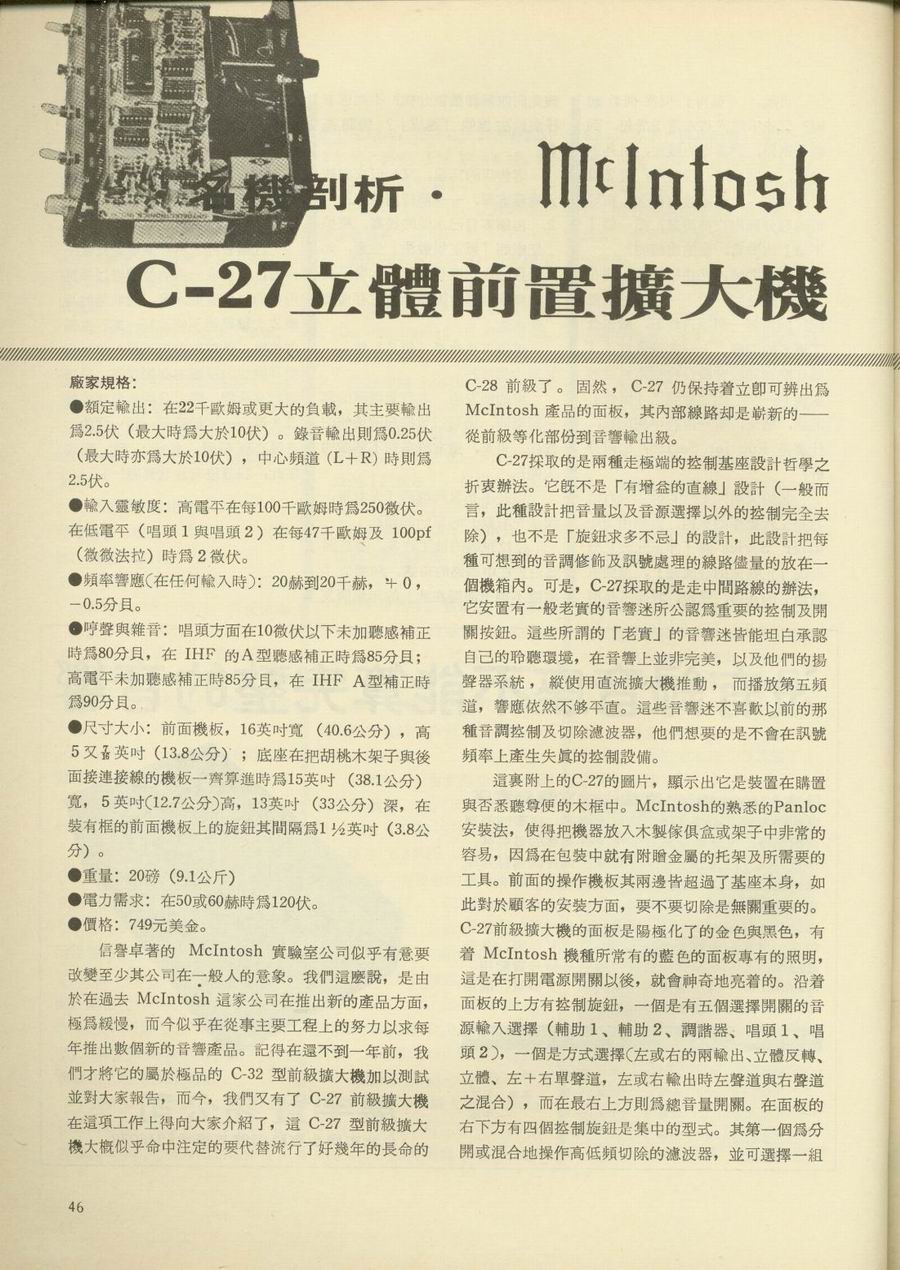 名機剖析·
McIntosh
C-27立體前置擴大機
廠家規格：
●額定輸出：在22千歐姆或更大的負載，其主要輸出
爲2.5伏（最大時爲大於10伏）。錄音輸出則爲0.25伏
（最大時亦爲大於10伏），中心頻道 (L＋R) 時則爲
2.5伏。
●輸入靈敏度：高電平在每100千歐姆時爲250微伏。
在低電平（唱頭1與唱頭2）在每47千歐姆及 100pf
（微微法拉）時爲2微伏。
●頻率響應(在任何輸入時)：20赫到20千赫，＋0，
－0.5分貝。
●哼聲與雜音：唱頭方面在10微伏以下未加聽感補正
時爲80分貝，在 IHF 的A型聽感補正時爲85分貝；
高電平未加聽感補正時85分貝，在 IHF A型補正時
爲90分貝。
●尺寸大小：前面機板，16英吋寬 （40.6公分），高
5又 英吋（13.8公分）；底座在把胡桃木架子與後
面接連接線的機板一齊算進時爲15英吋（38.1公分）
寬，5英吋(12.7公分)高，13英吋（33公分）深，在
裝有框的前面機板上的旋鈕其間隔爲1½英吋（3.8公
分）。
●重量：20磅（9.1公斤）
●電力需求：在50或60赫時爲120伏。
●價格：749元美金。
信譽卓著的 McIntosh 實驗室公司似乎有意要
改變至少其公司在一般人的意象。我們這麽說，是由
於在過去 McIntosh 這家公司在推出新的產品方面，
極爲緩慢，而今似乎在從事主要工程上的努力以求每
年推出數個新的音響產品。記得在還不到一年前，我
們才將它的屬於極品的 C-32 型前級擴大機加以測試
並對大家報告，而今，我們又有了 C-27 前級擴大機
在這項工作上得向大家介紹了，這 C-27 型前級擴大
機大概似乎命中注定的要代替流行了好幾年的長命的
C-28 前級了。固然，C-27 仍保持着立卽可辨出爲
McIntosh 產品的面板，其內部線路却是嶄新的——
從前級等化部份到音響輸出級。
C-27採取的是兩種走極端的控制基座設計哲學之
折衷辦法。它旣不是「有增益的直線」設計（一般而
言，此種設計把音量以及音源選擇以外的控制完全去
除），也不是「旋鈕求多不忌」的設計，此設計把每
種可想到的音調修飾及訊號處理的線路儘量的放在一
個機箱內。可是，C-27採取的是走中間路線的辦法，
它安置有一般老實的音響迷所公認爲重要的控制及開
關按鈕。這些所謂的「老實」的音響迷皆能坦白承認
自己的聆聽環境，在音響上並非完美，以及他們的揚
聲器系統，縱使用直流擴大機推動，而播放第五頻
道，響應依然不够平直。這些音響迷不喜歡以前的那
種音調控制及切除濾波器，他們想要的是不會在訊號
頻率上產生失眞的控制設備。
這裏附上的C-27的圖片，顯示出它是裝置在購置
與否悉聽尊便的木框中。McIntosh的熟悉的Panloc
安裝法，使得把機器放入木製傢俱盒或架子中非常的
容易，因爲在包裝中就有附贈金屬的托架及所需要的
工具。前面的操作機板其兩邊皆超過了基座本身，如
此對於顧客的安裝方面，要不要切除是無關重要的。
C-27前級擴大機的面板是陽極化了的金色與黑色，有
着 McIntosh 機種所常有的藍色的面板專有的照明，
這是在打開電源開關以後，就會神奇地亮着的。沿着
面板的上方有控制旋鈕，一個是有五個選擇開關的音
源輸入選擇（輔助1、輔助2、調諧器、唱頭1、唱
頭2），一個是方式選擇(左或右的兩輸出、立體反轉、
立體、左＋右單聲道，左或右輸出時左聲道與右聲道
之混合），而在最右上方則爲總音量開關。在面板的
右下方有四個控制旋鈕是集中的型式。其第一個爲分
開或混合地操作高低頻切除的濾波器，並可選擇一組
46